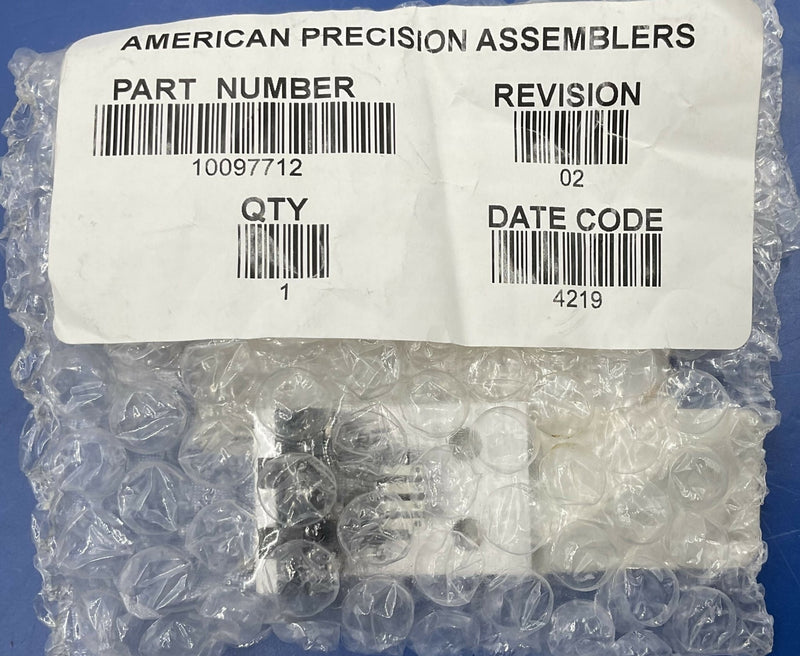 AMERICAN PRECISION ASSEMBLERS
PART NUMBER
10097712
REVISION
02
QTY
1
DATE CODE
4219